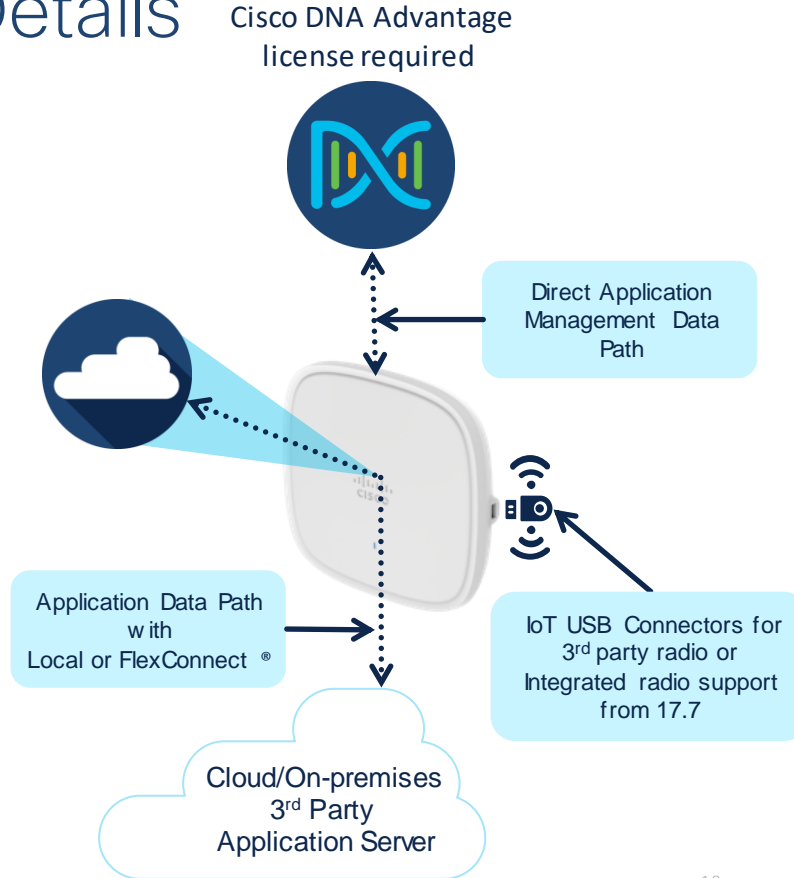 Details
Cisco DNA Advantage
license required
Direct Application
Management Data
Path
CISCO
Application Data Path
with
Local or FlexConnect ®
IoT USB Connectors for
3rd party radio or
Integrated radio support
from 17.7
Cloud/On-premises
3rd Party
Application Server